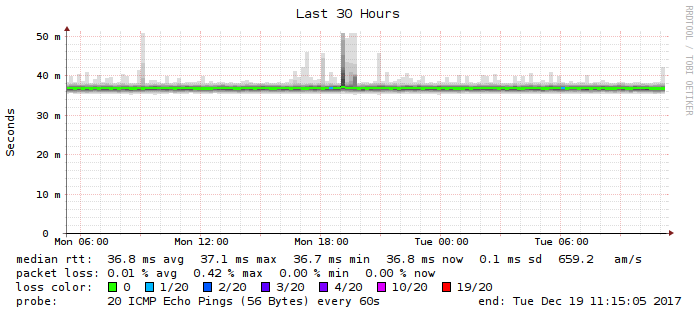 Last 30 Hours
RRDTOOL / TOBI OETIKER
Seconds
50 m
40 m
30 m
20 m
10 m
0
Mon 06:00 Mon 12:00 Mon 18:00 Tue 00:00 Tue 06:00
median rtt: 36.8 ms avg 37.1 ms max 36.7 ms min 36.8 ms now 0.1 ms sd 659.2 am/s
packet loss: 0.01 % avg 0.42 % max 0.00 % min 0.00 % now
loss color: 0 1/20 2/20 3/20 4/20 10/20 19/20
probe: 20 ICMP Echo Pings (56 Bytes) every 60s end: Tue Dec 19 11:15:05 2017